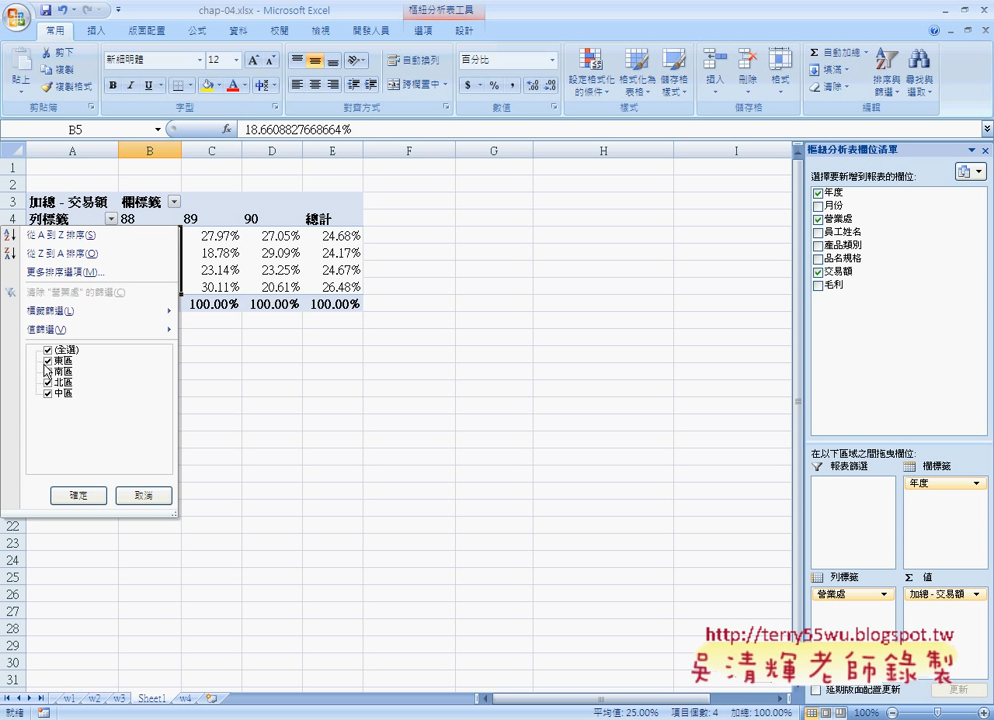 chap-04.xlsx - Microsoft Excel
樞紐分析表工具
常用 插入 版面配置 公式 資料 校閱 檢視 開發人員 選項 設計
貼上 剪下 複製 複製格式 剪貼簿
新細明體 12 B I U 字型
自動換列 跨欄置中 對齊方式
百分比 $ % , 數值
設定格式化的條件 格式化為表格 儲存格樣式 樣式
插入 刪除 格式 儲存格
Σ 自動加總 填滿 清除 排序與篩選 尋找與選取 編輯
B5 fx 18.6608827668664%
A B C D E F G H I
1
2
3 加總 - 交易額 欄標籤
4 列標籤 88 89 90 總計
27.97% 27.05% 24.68%
18.78% 29.09% 24.17%
23.14% 23.25% 24.67%
30.11% 20.61% 26.48%
100.00% 100.00% 100.00%
從 A 到 Z 排序(S)
從 Z 到 A 排序(O)
更多排序選項(M)...
清除 "營業處" 的篩選(C)
標籤篩選(L)
值篩選(V)
(全選)
東區
南區
北區
中區
確定 取消
22
23
24
25
26
27
28
29
30
31
樞紐分析表欄位清單
選擇要新增到報表的欄位:
年度
月份
營業處
員工姓名
產品類別
品名規格
交易額
毛利
在以下區域之間拖曳欄位:
報表篩選 欄標籤
年度
列標籤 Σ 值
營業處 加總 - 交易額
延期版面配置更新 更新
http://terry55wu.blogspot.tw
吳清輝老師錄製
w1 w2 w3 Sheet1 w4
就緒 平均值: 25.00% 項目個數: 4 加總: 100.00% 100%